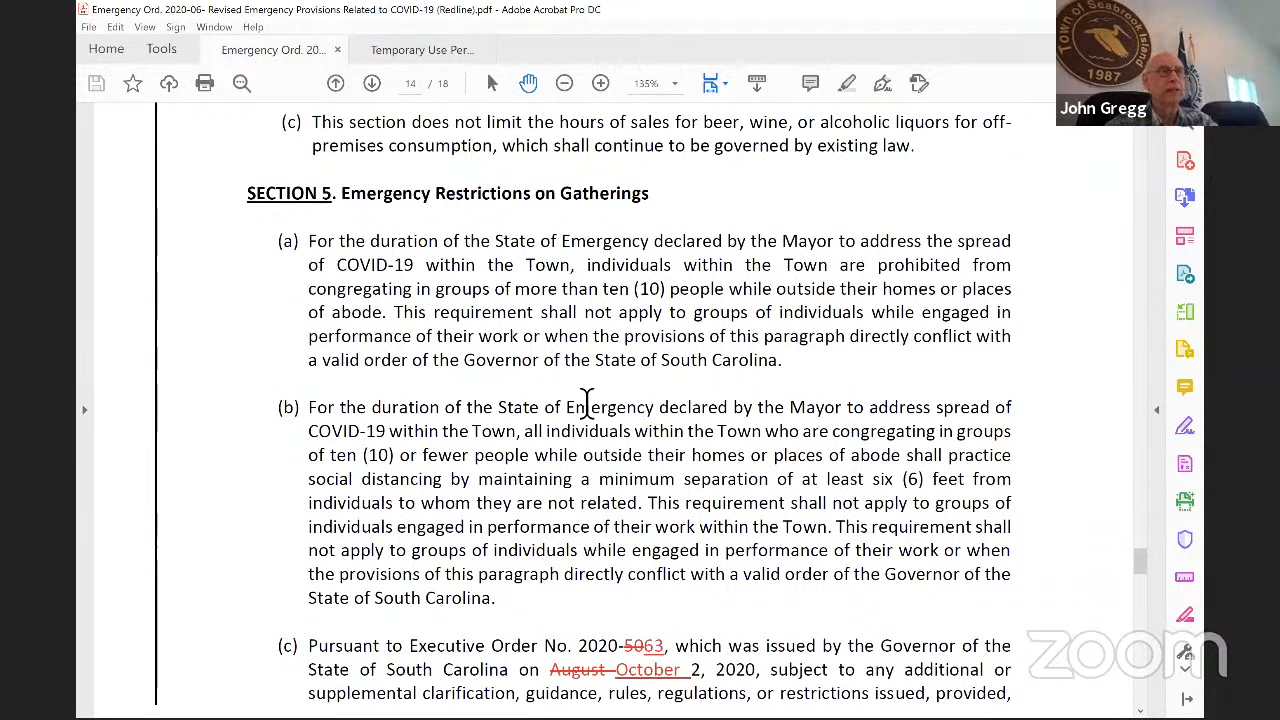 Emergency Ord. 2020-06- Revised Emergency Provisions Related to COVID-19 (Redline).pdf - Adobe Acrobat Pro DC
File Edit View Sign Window Help
Home Tools Emergency Ord. 20... × Temporary Use Per...
14 / 18 135%
Town of Seabrook Island
1987
John Gregg
(c) This does not limit the hours of sales for beer, wine, or alcoholic liquors for off-
premises consumption, which shall continue to be governed by existing law.
SECTION 5. Emergency Restrictions on Gatherings
(a) For the duration of the State of Emergency declared by the Mayor to address the spread
of COVID-19 within the Town, individuals within the Town are prohibited from
congregating in groups of more than ten (10) people while outside their homes or places
of abode. This requirement shall not apply to groups of individuals while engaged in
performance of their work or when the provisions of this paragraph directly conflict with
a valid order of the Governor of the State of South Carolina.
(b) For the duration of the State of Emergency declared by the Mayor to address spread of
COVID-19 within the Town, all individuals within the Town who are congregating in groups
of ten (10) or fewer people while outside their homes or places of abode shall practice
social distancing by maintaining a minimum separation of at least six (6) feet from
individuals to whom they are not related. This requirement shall not apply to groups of
individuals engaged in performance of their work within the Town. This requirement shall
not apply to groups of individuals while engaged in performance of their work or when
the provisions of this paragraph directly conflict with a valid order of the Governor of the
State of South Carolina.
(c) Pursuant to Executive Order No. 2020-5063, which was issued by the Governor of the
State of South Carolina on August October 2, 2020, subject to any additional or
supplemental clarification, guidance, rules, regulations, or restrictions issued, provided,
zoom